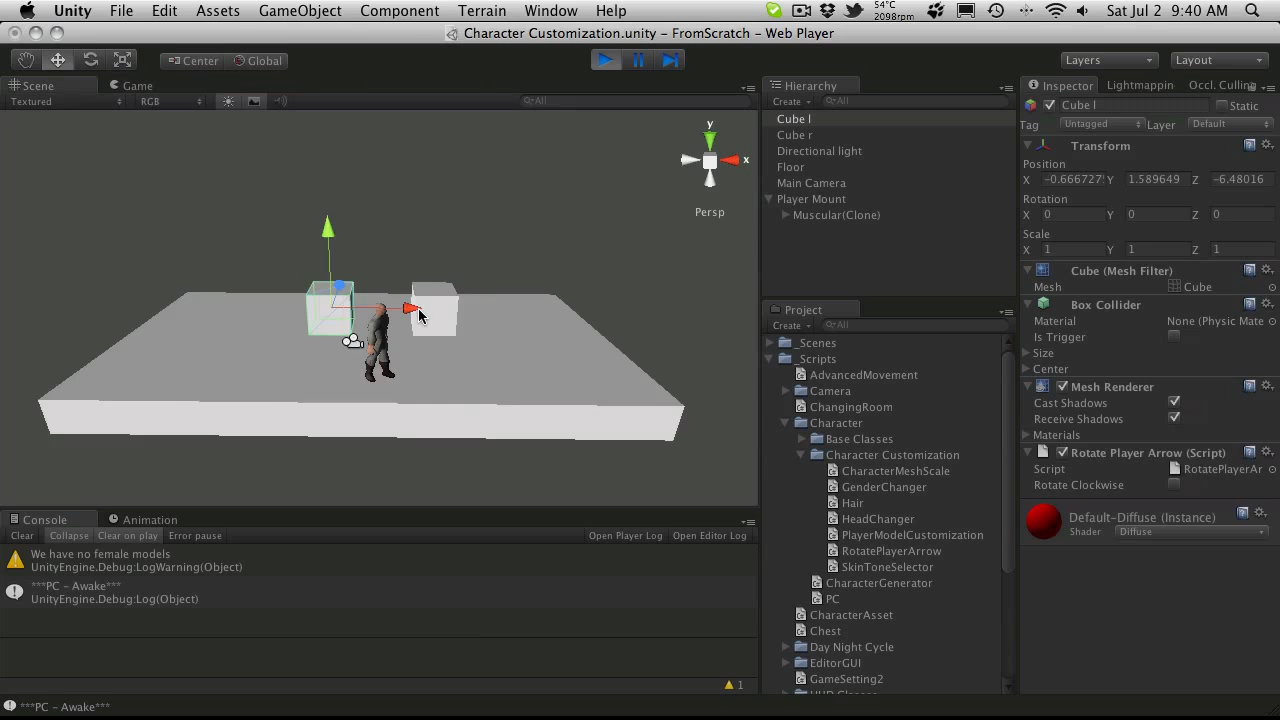 Unity File Edit Assets GameObject Component Terrain Window Help 54°C 2098rpm Sat Jul 2 9:40 AM
Character Customization.unity – FromScratch – Web Player
Center Global Layers Layout
Scene Game
Textured RGB All
y
x
Persp
Hierarchy
Create All
Cube l
Cube r
Directional light
Floor
Main Camera
Player Mount
Muscular(Clone)
Project
Create All
_Scenes
_Scripts
AdvancedMovement
Camera
ChangingRoom
Character
Base Classes
Character Customization
CharacterMeshScale
GenderChanger
Hair
HeadChanger
PlayerModelCustomization
RotatePlayerArrow
SkinToneSelector
CharacterGenerator
PC
CharacterAsset
Chest
Day Night Cycle
EditorGUI
GameSetting2
Inspector Lightmappin Occl. Culling
Cube l Static
Tag Untagged Layer Default
Transform
Position
X -0.666727 Y 1.589649 Z -6.48016
Rotation
X 0 Y 0 Z 0
Scale
X 1 Y 1 Z 1
Cube (Mesh Filter)
Mesh Cube
Box Collider
Material None (Physic Mate
Is Trigger
Size
Center
Mesh Renderer
Cast Shadows
Receive Shadows
Materials
Rotate Player Arrow (Script)
Script RotatePlayerAr
Rotate Clockwise
Default-Diffuse (Instance)
Shader Diffuse
Console Animation
Clear Collapse Clear on play Error pause Open Player Log Open Editor Log
We have no female models
UnityEngine.Debug:LogWarning(Object)
***PC - Awake***
UnityEngine.Debug:Log(Object)
1
***PC - Awake***